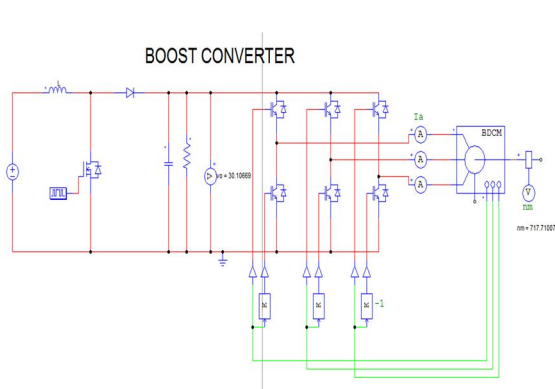 BOOST CONVERTER
L
Ia
A
BDCM
A
A
V
vo = 30.10669
V
nm
nm = 717.71007
K
K
K
-1